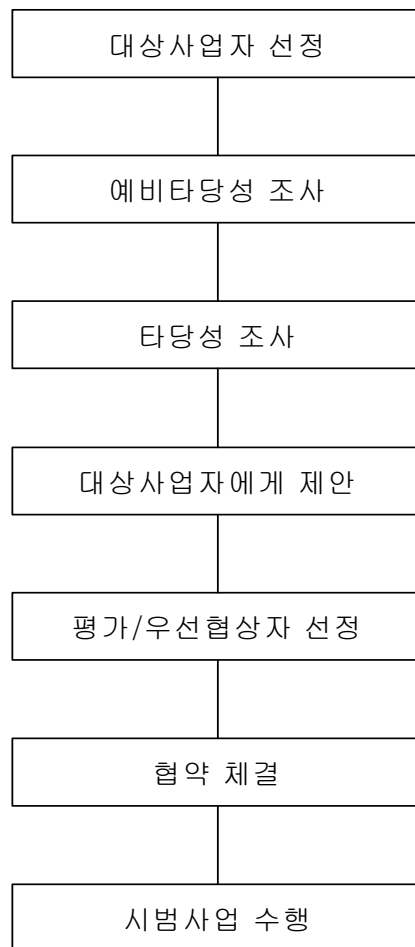 대상사업자 선정
예비타당성 조사
타당성 조사
대상사업자에게 제안
평가/우선협상자 선정
협약 체결
시범사업 수행